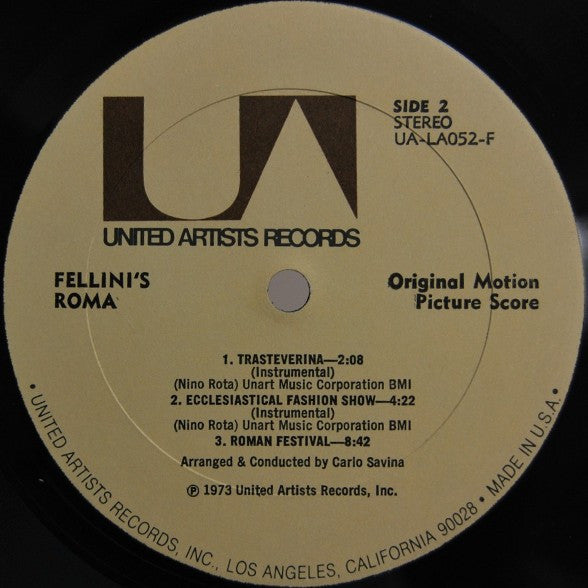 UA
SIDE 2
STEREO
UA-LA052-F
UNITED ARTISTS RECORDS
FELLINI'S
ROMA
Original Motion
Picture Score
1. TRASTEVERINA—2:08
(Instrumental)
(Nino Rota) Unart Music Corporation BMI
2. ECCLESIASTICAL FASHION SHOW—4:22
(Instrumental)
(Nino Rota) Unart Music Corporation BMI
3. ROMAN FESTIVAL—8:42
Arranged & Conducted by Carlo Savina
℗ 1973 United Artists Records, Inc.
• UNITED ARTISTS RECORDS, INC., LOS ANGELES, CALIFORNIA 90028 • MADE IN U.S.A. •